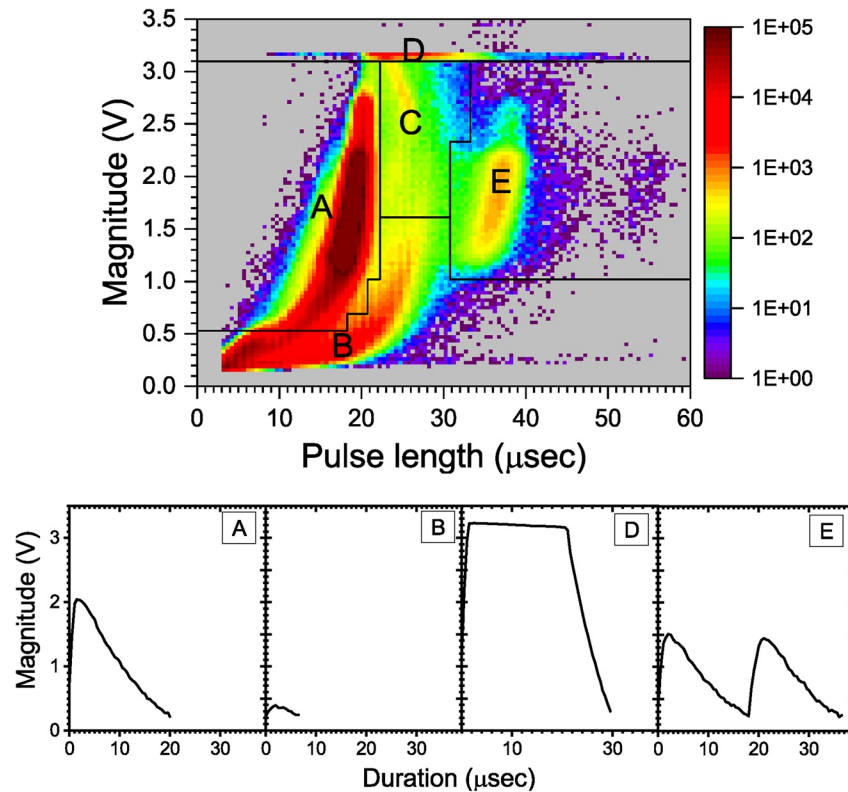 3.5
3.0
2.5
2.0
1.5
1.0
0.5
0.0
Magnitude (V)
0 10 20 30 40 50 60
Pulse length (μsec)
A
B
C
D
E
1E+05
1E+04
1E+03
1E+02
1E+01
1E+00
A
B
D
E
3
2
1
0
Magnitude (V)
0 10 20 0 10 20 30 10 30 0 10 20 30
Duration (μsec)